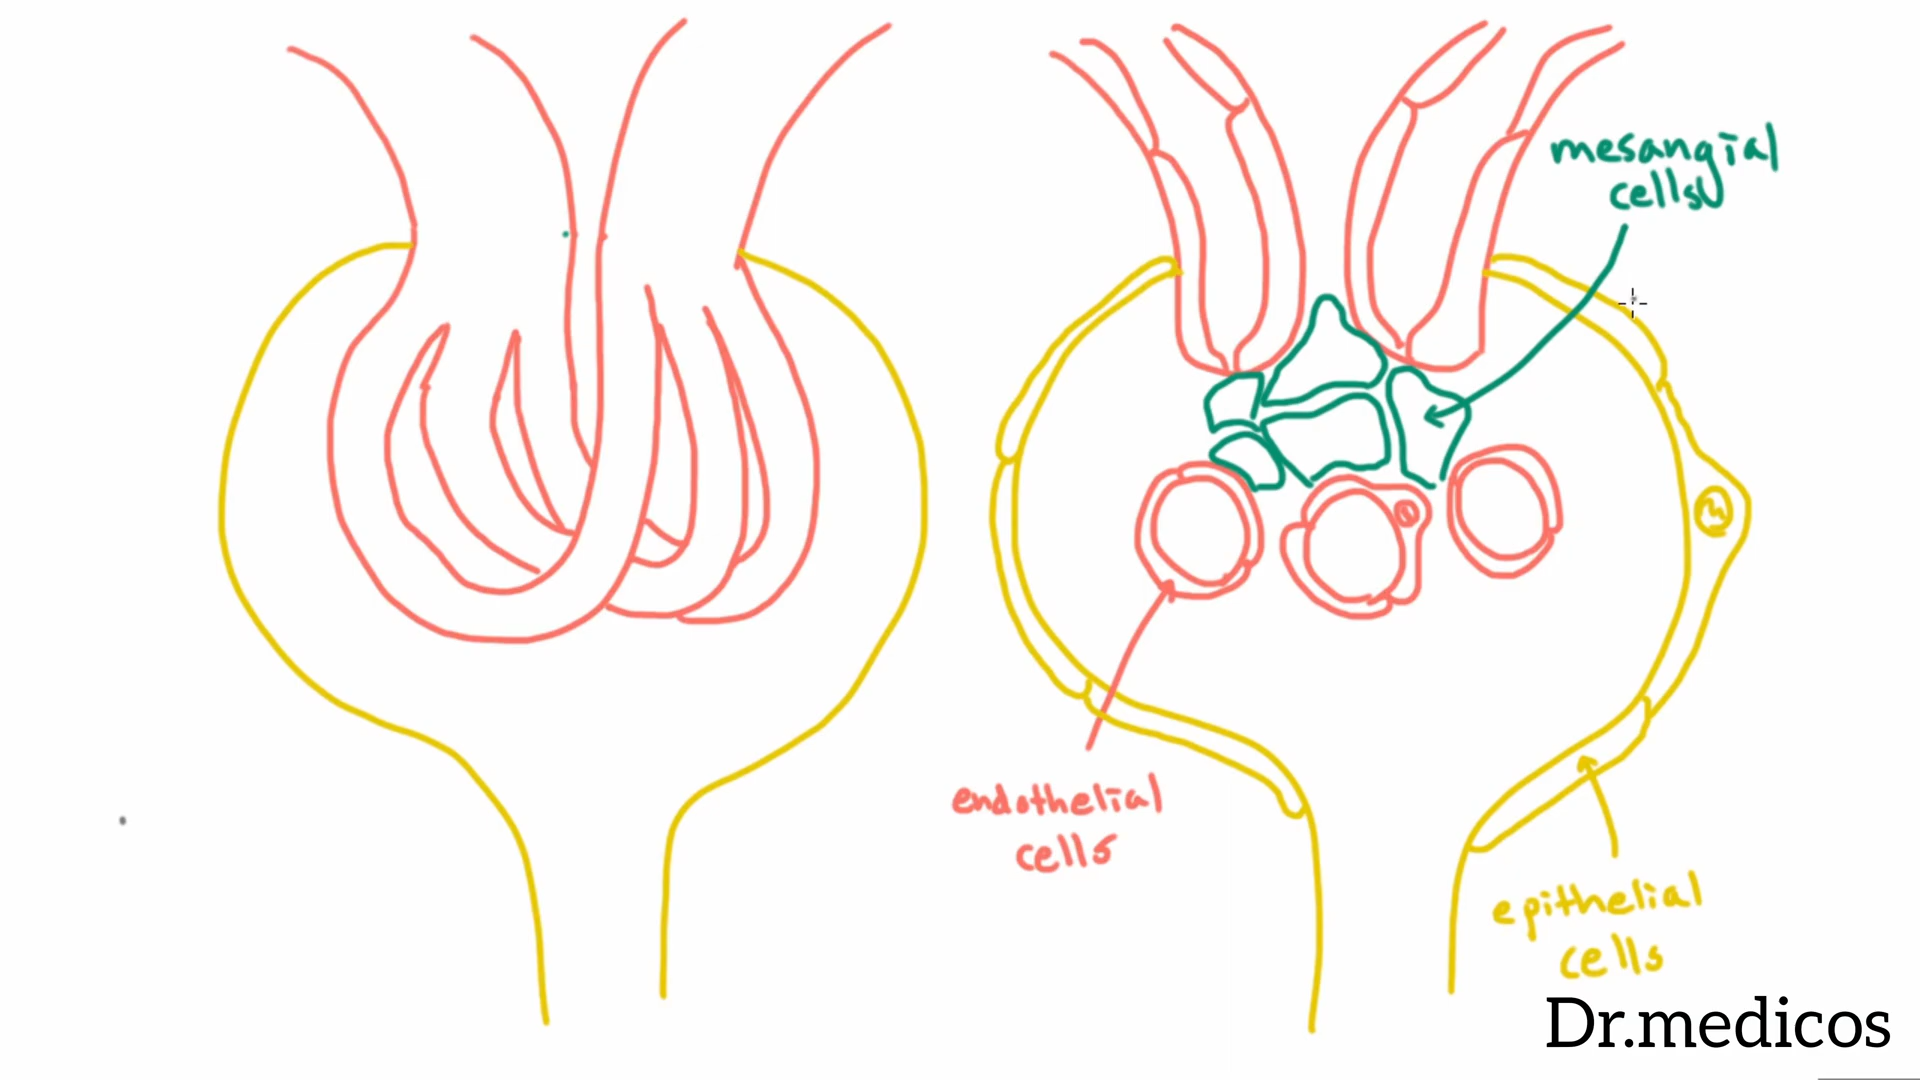 mesangial
cells
endothelial
cells
epithelial
cells
Dr.medicos